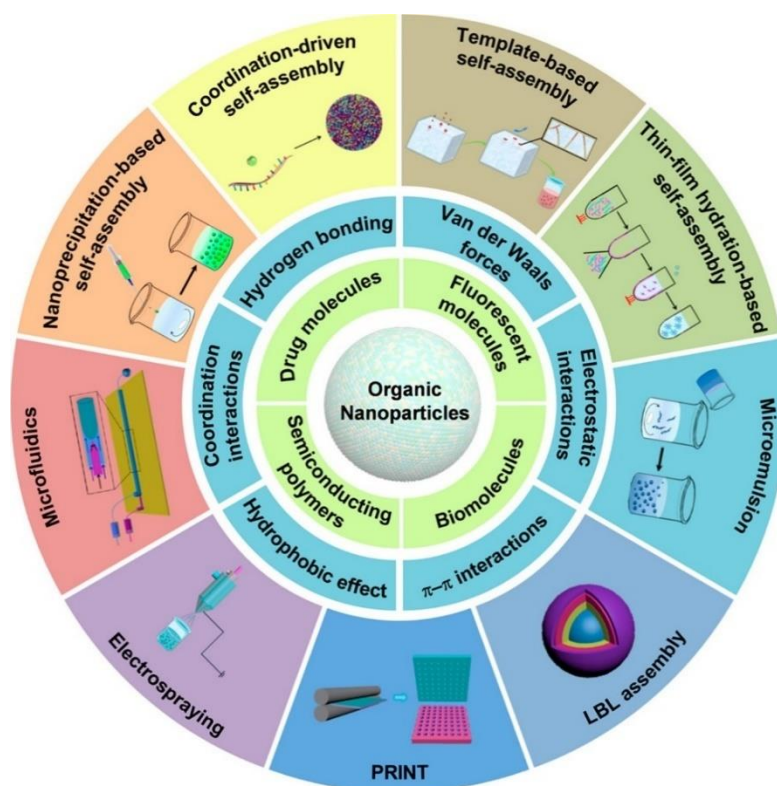 Coordination-driven
self-assembly
Template-based
self-assembly
Thin-film hydration-based
self-assembly
Microemulsion
LBL assembly
PRINT
Electrospraying
Microfluidics
Nanoprecipitation-based
self-assembly
Hydrogen bonding
Van der Waals
forces
Electrostatic
interactions
π–π interactions
Hydrophobic effect
Coordination
interactions
Drug molecules
Fluorescent
molecules
Biomolecules
Semiconducting
polymers
Organic
Nanoparticles